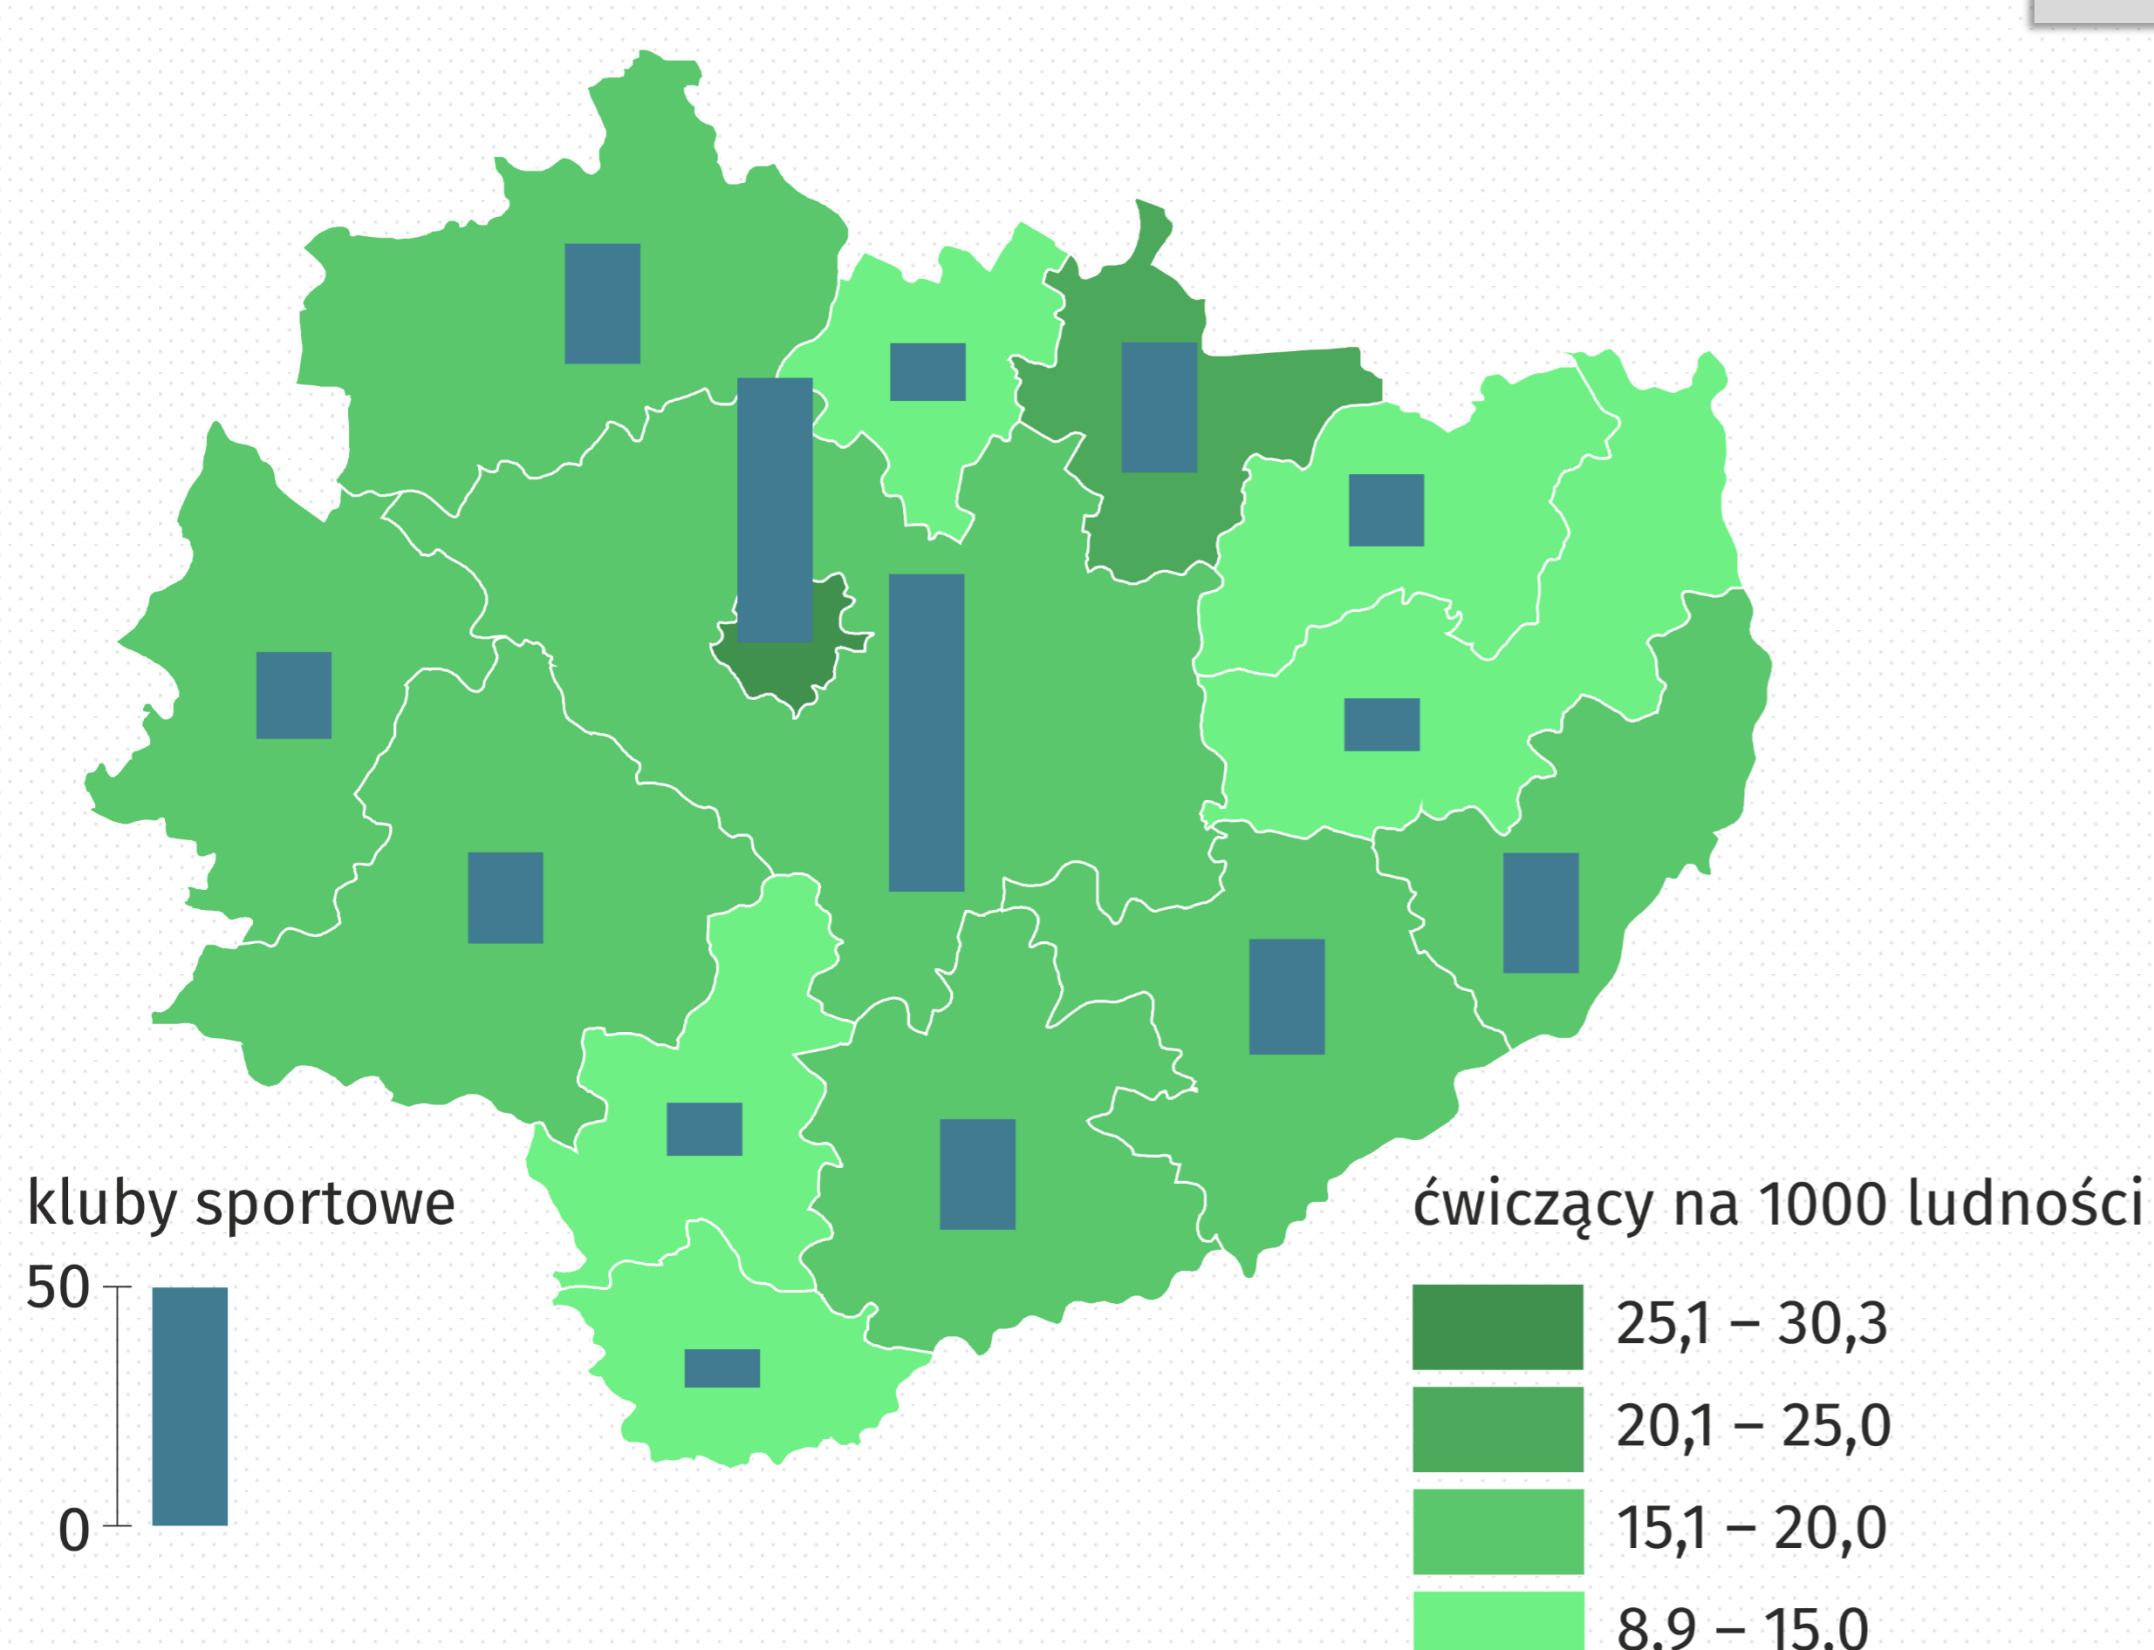 kluby sportowe
50
0
ćwiczący na 1000 ludności
25,1 – 30,3
20,1 – 25,0
15,1 – 20,0
8,9 – 15,0